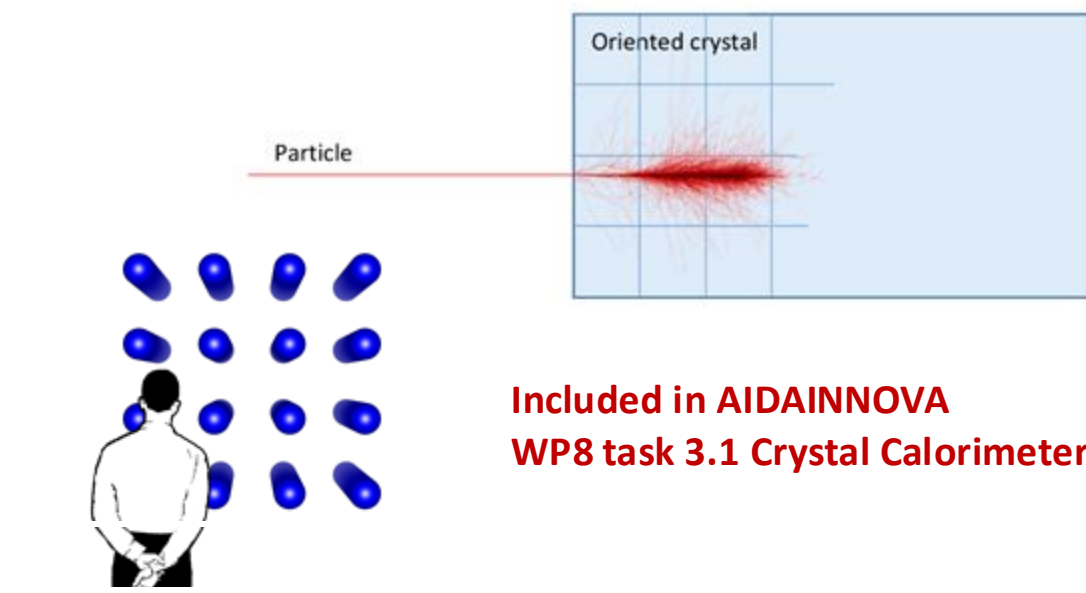 Oriented crystal
Particle
Included in AIDAINNOVA
WP8 task 3.1 Crystal Calorimeter